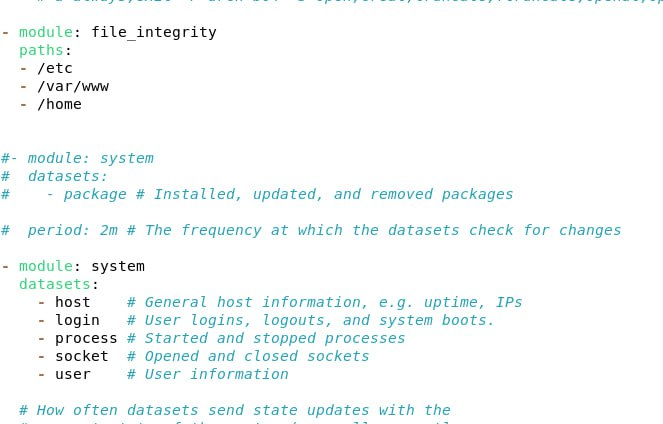 - module: file_integrity
  paths:
  - /etc
  - /var/www
  - /home
#- module: system
#  datasets:
#    - package # Installed, updated, and removed packages
#  period: 2m # The frequency at which the datasets check for changes
- module: system
  datasets:
    - host    # General host information, e.g. uptime, IPs
    - login   # User logins, logouts, and system boots.
    - process # Started and stopped processes
    - socket  # Opened and closed sockets
    - user    # User information
  # How often datasets send state updates with the